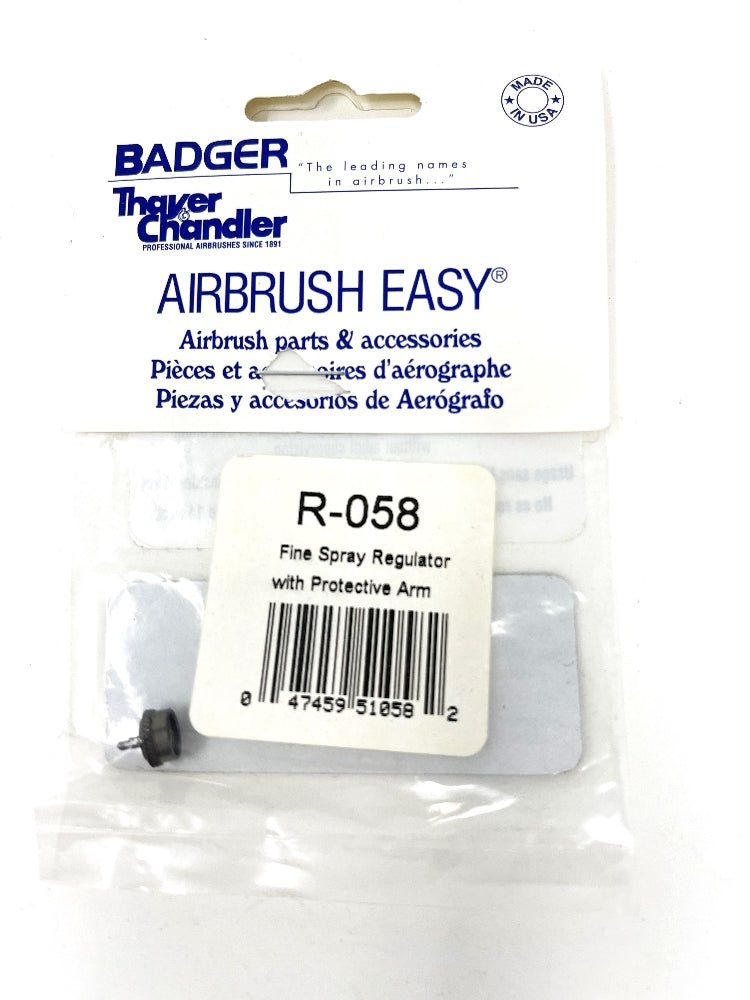 MADE
IN USA
BADGER
"The leading names
in airbrush..."
Thayer
&
Chandler
PROFESSIONAL AIRBRUSHES SINCE 1891
AIRBRUSH EASY®
Airbrush parts & accessories
Pièces et a oires d'aérographe
Piezas y accesorios de Aerógrafo
R-058
Fine Spray Regulator
with Protective Arm
0 47459 51058 2